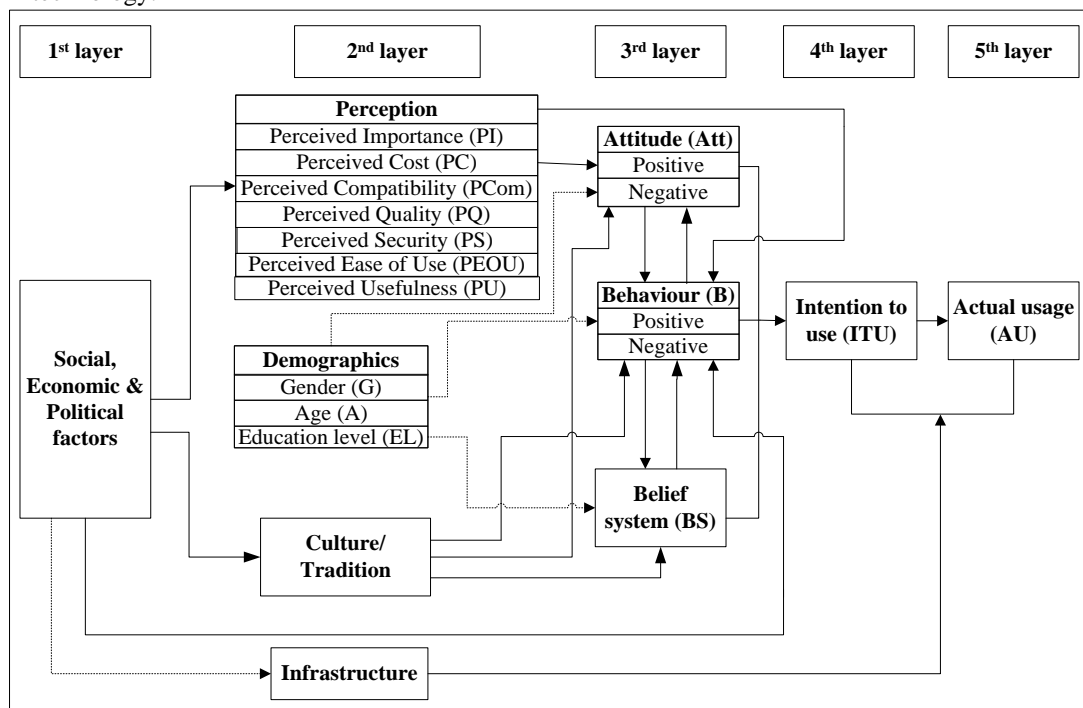 1st layer
2nd layer
3rd layer
4th layer
5th layer
Perception
Perceived Importance (PI)
Perceived Cost (PC)
Perceived Compatibility (PCom)
Perceived Quality (PQ)
Perceived Security (PS)
Perceived Ease of Use (PEOU)
Perceived Usefulness (PU)
Attitude (Att)
Positive
Negative
Social,
Economic &
Political
factors
Demographics
Gender (G)
Age (A)
Education level (EL)
Behaviour (B)
Positive
Negative
Intention to
use (ITU)
Actual usage
(AU)
Culture/
Tradition
Belief
system (BS)
Infrastructure